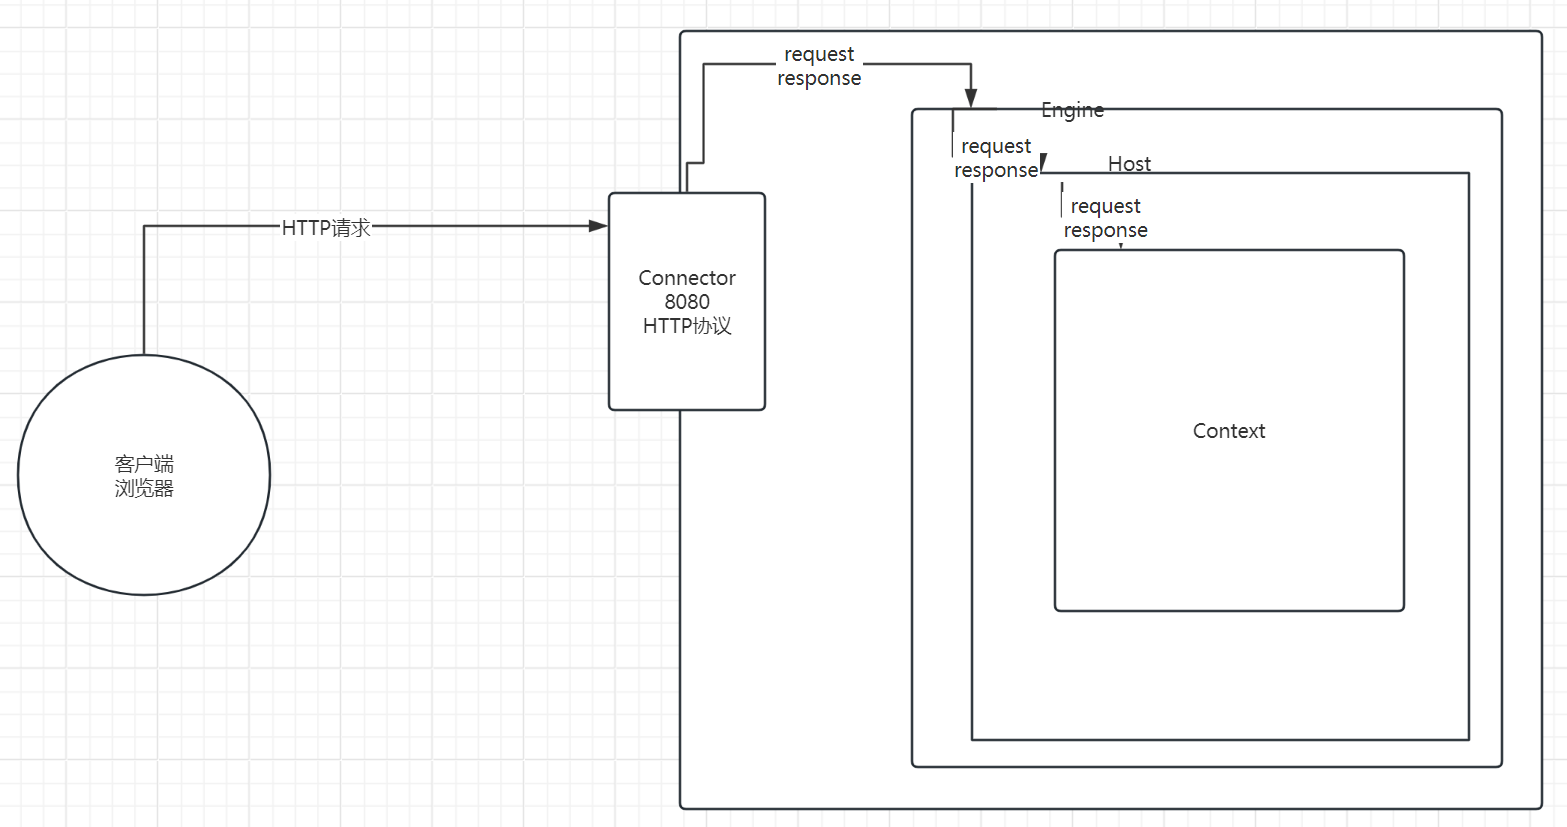 request
response
Engine
request
response
Host
request
response
HTTP请求
Connector
8080
HTTP协议
Context
客户端
浏览器